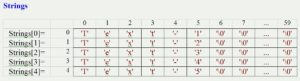 Strings
0 1 2 3 4 5 6 7 ... 59
Strings[0]= 0 'T' 'e' 'x' 't' '-' '1' '\0' '\0' ... '\0'
Strings[1]= 1 'T' 'e' 'x' 't' '-' '2' '\0' '\0' ... '\0'
Strings[2]= 2 'T' 'e' 'x' 't' '-' '3' '\0' '\0' ... '\0'
Strings[3]= 3 'T' 'e' 'x' 't' '-' '4' '\0' '\0' ... '\0'
Strings[4]= 4 'T' 'e' 'x' 't' '-' '5' '\0' '\0' ... '\0'